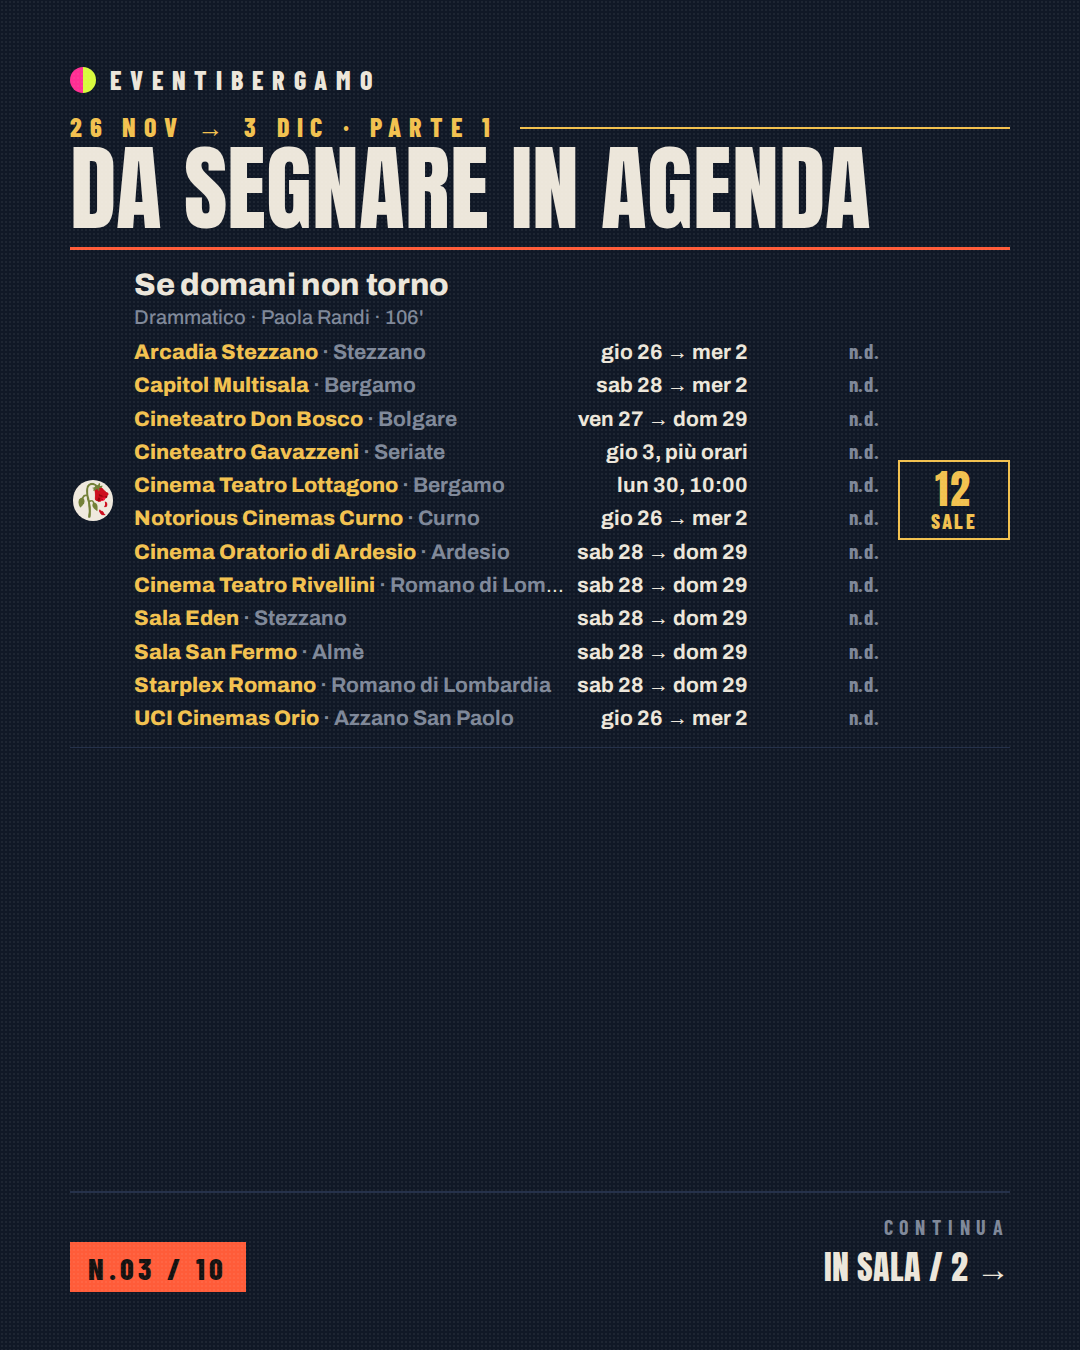 EVENTIBERGAMO
26 NOV → 3 DIC · PARTE 1
DA SEGNARE IN AGENDA
Se domani non torno
Drammatico · Paola Randi · 106'
Arcadia Stezzano · Stezzano gio 26 → mer 2 n.d.
Capitol Multisala · Bergamo sab 28 → mer 2 n.d.
Cineteatro Don Bosco · Bolgare ven 27 → dom 29 n.d.
Cineteatro Gavazzeni · Seriate gio 3, più orari n.d.
Cinema Teatro Lottagono · Bergamo lun 30, 10:00 n.d.
Notorious Cinemas Curno · Curno gio 26 → mer 2 n.d.
Cinema Oratorio di Ardesio · Ardesio sab 28 → dom 29 n.d.
Cinema Teatro Rivellini · Romano di Lom... sab 28 → dom 29 n.d.
Sala Eden · Stezzano sab 28 → dom 29 n.d.
Sala San Fermo · Almè sab 28 → dom 29 n.d.
Starplex Romano · Romano di Lombardia sab 28 → dom 29 n.d.
UCI Cinemas Orio · Azzano San Paolo gio 26 → mer 2 n.d.
12
SALE
CONTINUA
N.03 / 10
IN SALA / 2 →